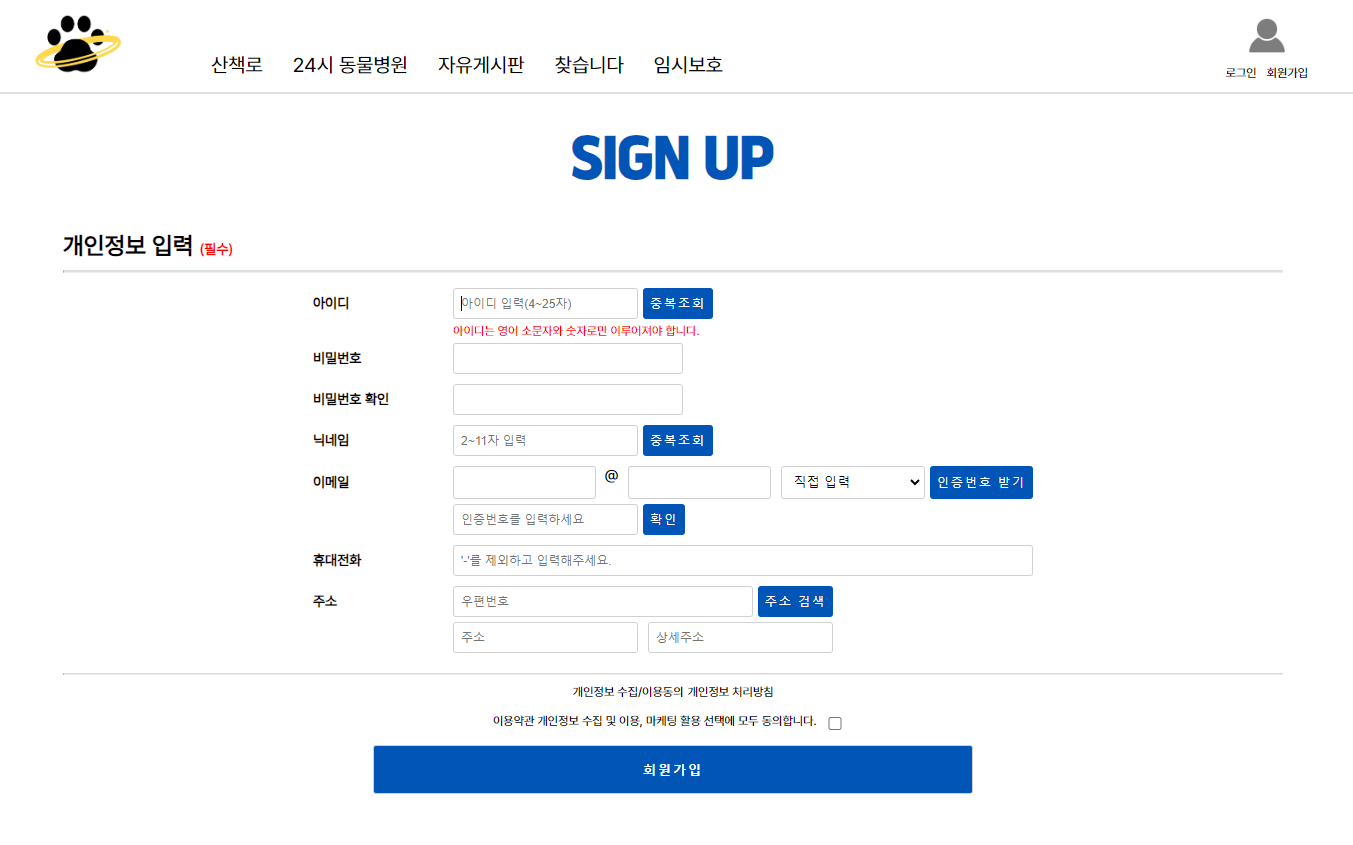 산책로 24시 동물병원 자유게시판 찾습니다 임시보호
로그인 회원가입
SIGN UP
개인정보 입력 (필수)
아이디 아이디 입력(4~25자) 중복조회
아이디는 영어 소문자와 숫자로만 이루어져야 합니다.
비밀번호
비밀번호 확인
닉네임 2~11자 입력 중복조회
이메일 @ 직접 입력 인증번호 받기
인증번호를 입력하세요 확인
휴대전화 '-'를 제외하고 입력해주세요.
주소 우편번호 주소 검색
주소 상세주소
개인정보 수집/이용동의 개인정보 처리방침
이용약관 개인정보 수집 및 이용, 마케팅 활용 선택에 모두 동의합니다.
회원가입